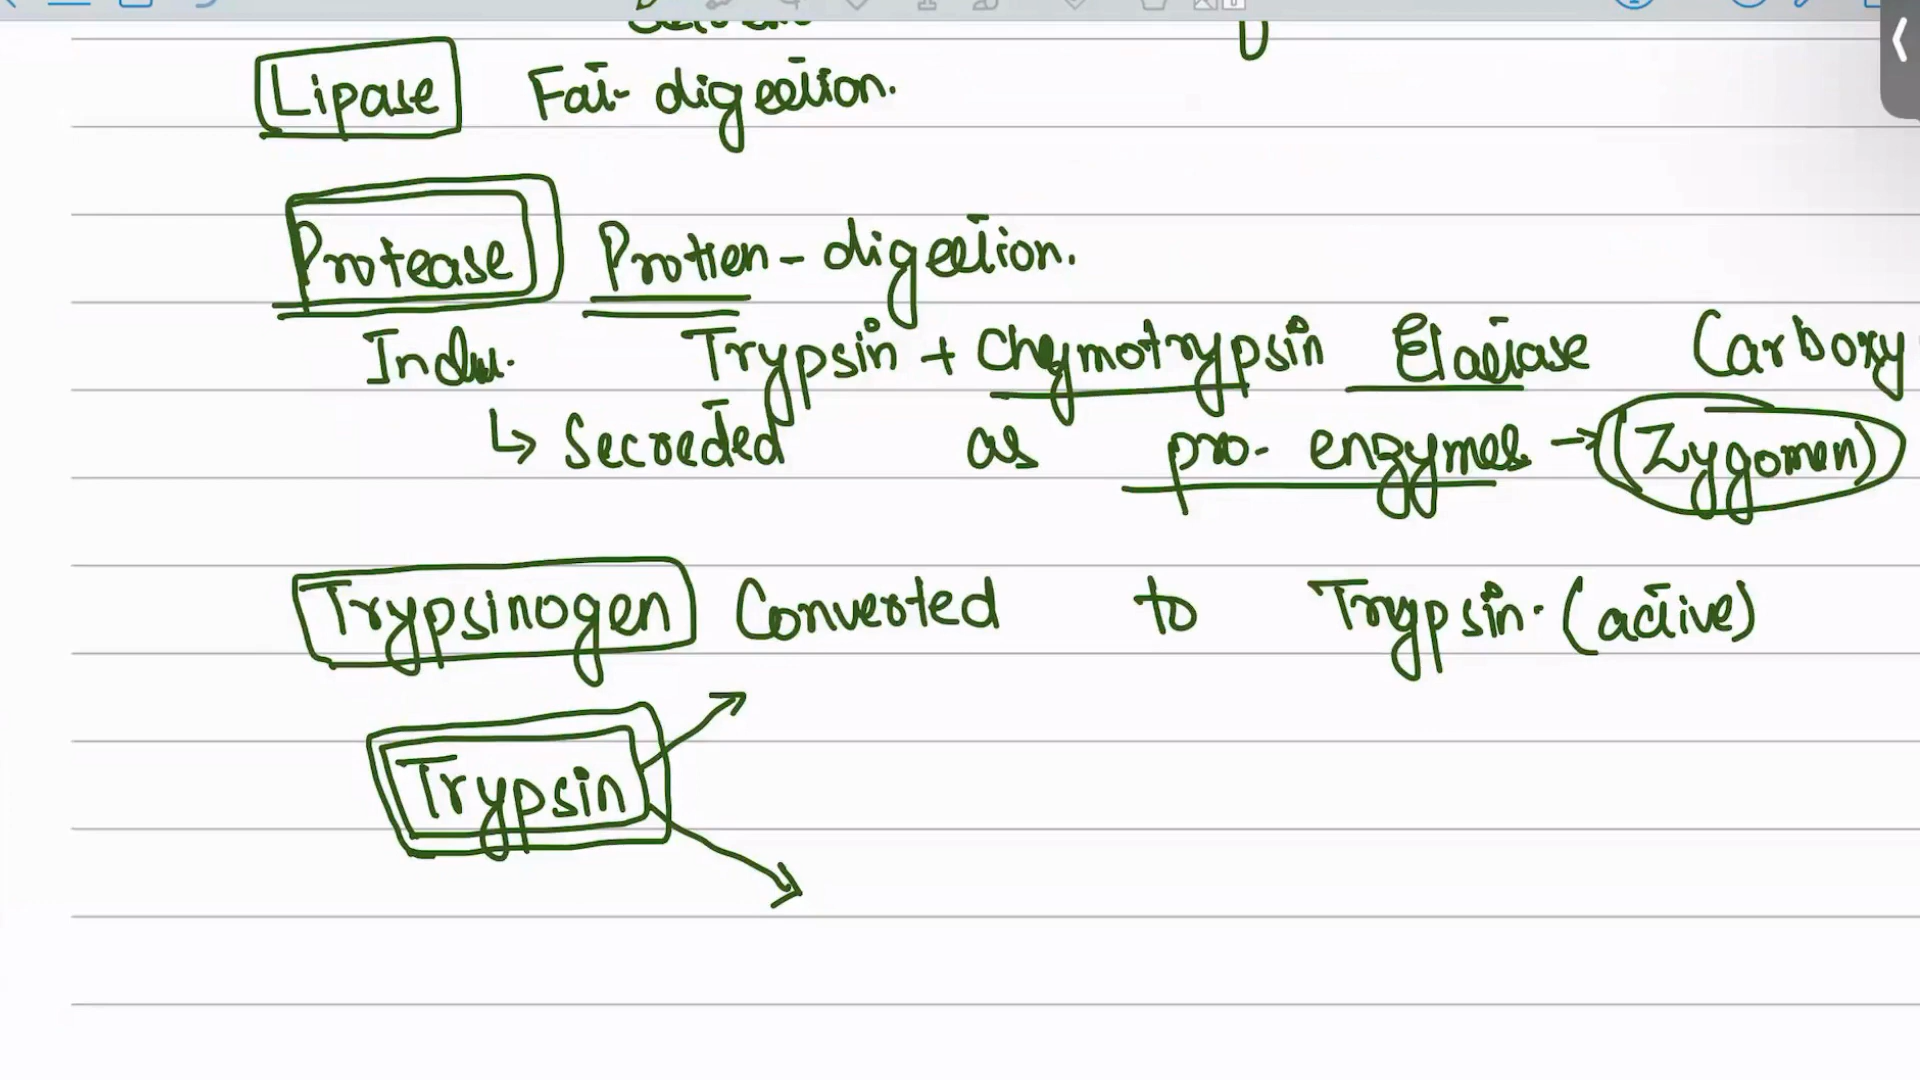 Lipase Fat- digestion.
Protease Protien - digestion.
Trypsin + Chymotrypsin Elastase Carboxy
↳ Secreted as pro- enzymes → (Zygomen)
Trypsinogen Converted to Trypsin. (active)
Trypsin